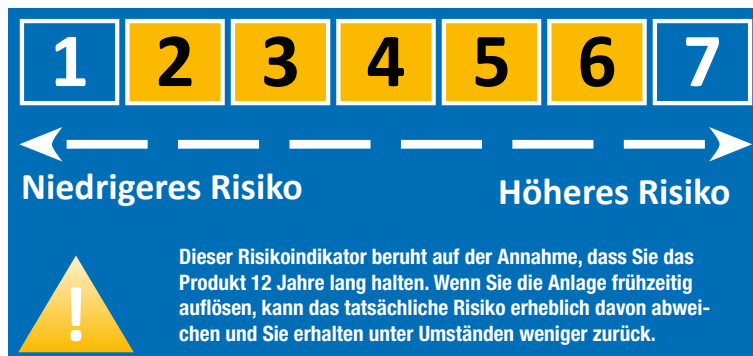 1 2 3 4 5 6 7
Niedrigeres Risiko Höheres Risiko
Dieser Risikoindikator beruht auf der Annahme, dass Sie das
Produkt 12 Jahre lang halten. Wenn Sie die Anlage frühzeitig
auflösen, kann das tatsächliche Risiko erheblich davon abwei-
chen und Sie erhalten unter Umständen weniger zurück.
!